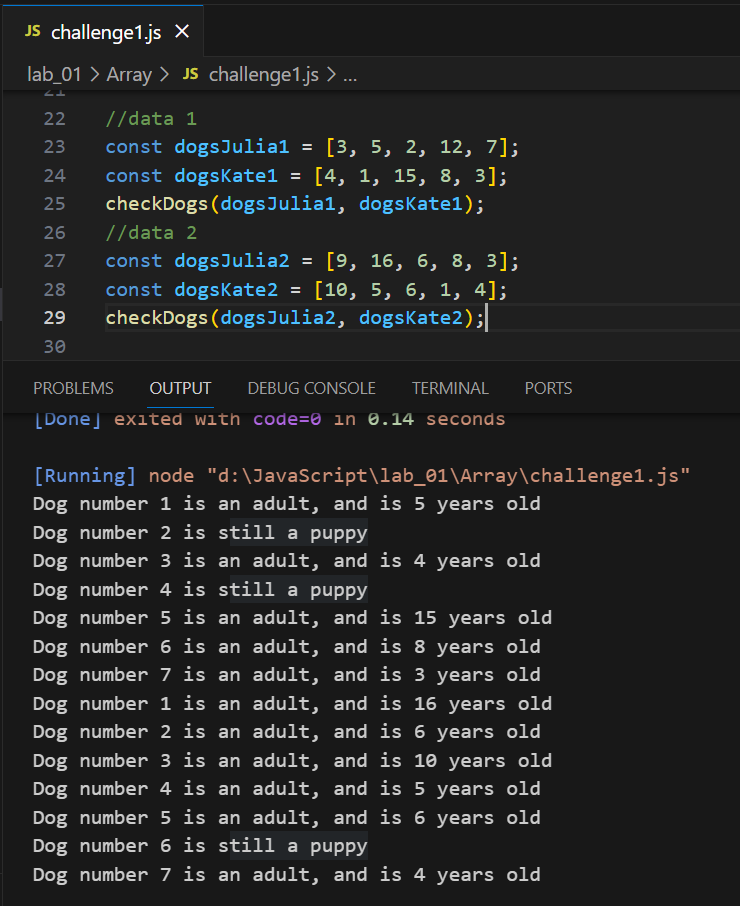 JS challenge1.js ×
lab_01 > Array > JS challenge1.js > ...
21
22 //data 1
23 const dogsJulia1 = [3, 5, 2, 12, 7];
24 const dogsKate1 = [4, 1, 15, 8, 3];
25 checkDogs(dogsJulia1, dogsKate1);
26 //data 2
27 const dogsJulia2 = [9, 16, 6, 8, 3];
28 const dogsKate2 = [10, 5, 6, 1, 4];
29 checkDogs(dogsJulia2, dogsKate2);
30
PROBLEMS OUTPUT DEBUG CONSOLE TERMINAL PORTS
[Done] exited with code=0 in 0.14 seconds
[Running] node "d:\JavaScript\lab_01\Array\challenge1.js"
Dog number 1 is an adult, and is 5 years old
Dog number 2 is still a puppy
Dog number 3 is an adult, and is 4 years old
Dog number 4 is still a puppy
Dog number 5 is an adult, and is 15 years old
Dog number 6 is an adult, and is 8 years old
Dog number 7 is an adult, and is 3 years old
Dog number 1 is an adult, and is 16 years old
Dog number 2 is an adult, and is 6 years old
Dog number 3 is an adult, and is 10 years old
Dog number 4 is an adult, and is 5 years old
Dog number 5 is an adult, and is 6 years old
Dog number 6 is still a puppy
Dog number 7 is an adult, and is 4 years old